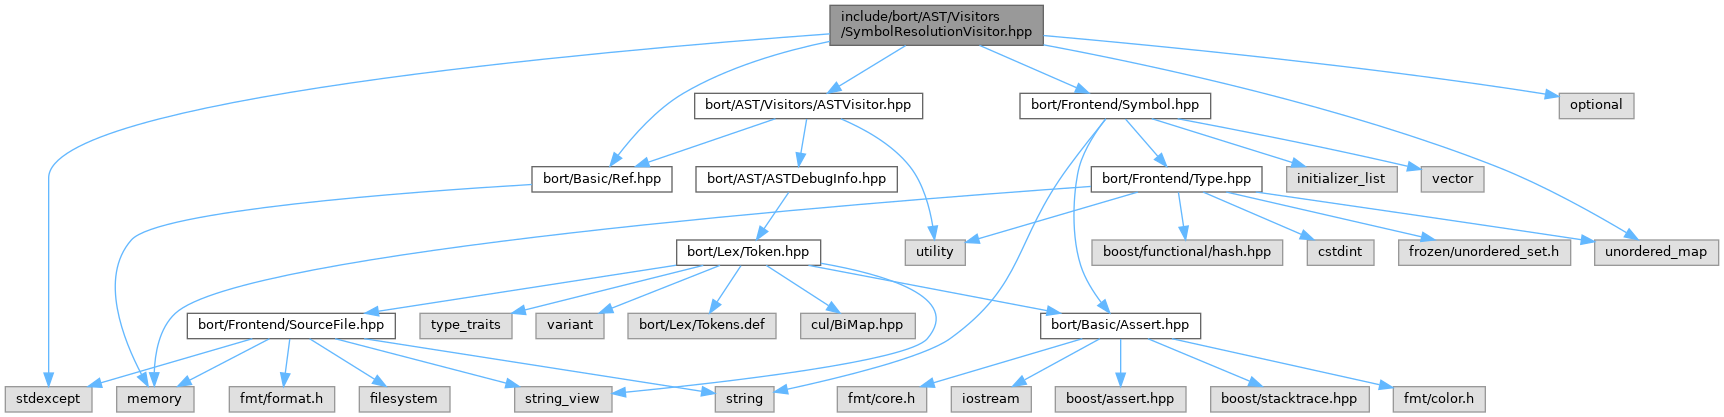 include/bort/AST/Visitors
/SymbolResolutionVisitor.hpp
bort/AST/Visitors/ASTVisitor.hpp
bort/Frontend/Symbol.hpp
optional
bort/Basic/Ref.hpp
bort/AST/ASTDebugInfo.hpp
bort/Frontend/Type.hpp
initializer_list
vector
bort/Lex/Token.hpp
utility
boost/functional/hash.hpp
cstdint
frozen/unordered_set.h
unordered_map
bort/Frontend/SourceFile.hpp
type_traits
variant
bort/Lex/Tokens.def
cul/BiMap.hpp
bort/Basic/Assert.hpp
stdexcept
memory
fmt/format.h
filesystem
string_view
string
fmt/core.h
iostream
boost/assert.hpp
boost/stacktrace.hpp
fmt/color.h